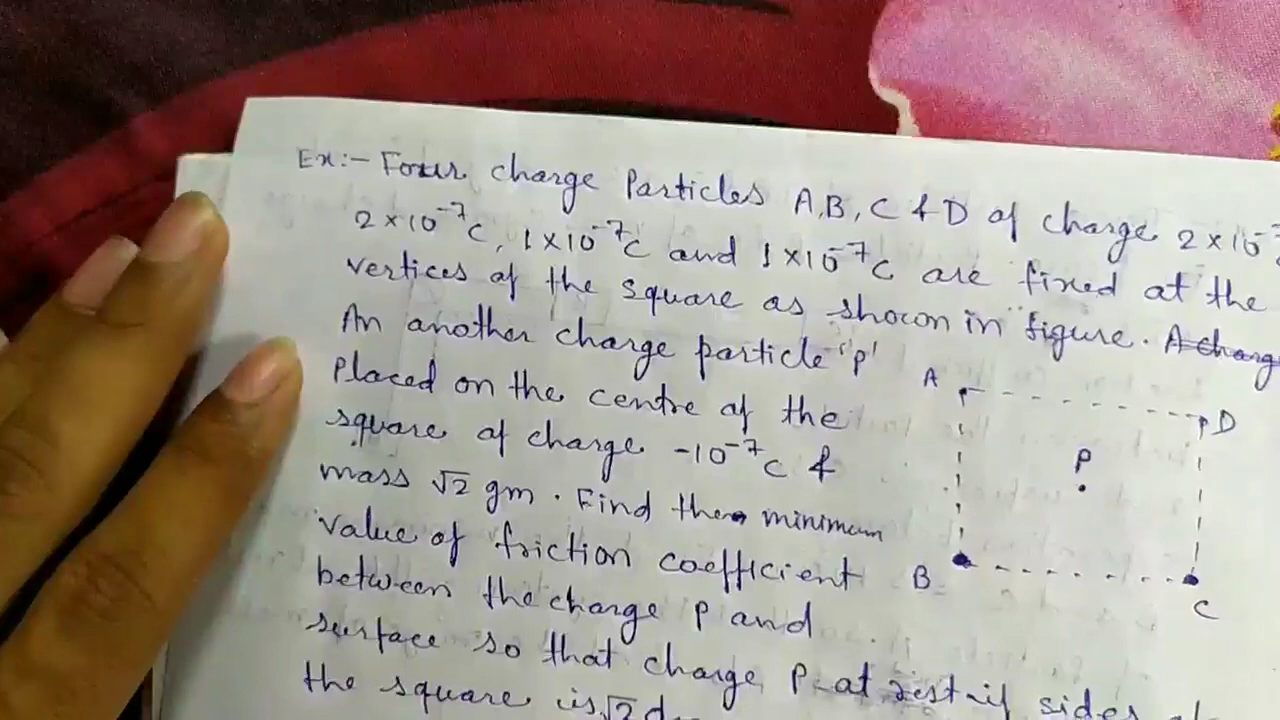 Ex:- Four charge Particles A,B, C & D of charge 2×10⁻⁷
2×10⁻⁷C, 1×10⁻⁷C and 1×10⁻⁷C are fixed at the
vertices of the square as shown in figure. A charg
An another charge particle 'p'
placed on the centre of the
square of charge -10⁻⁷C &
mass √2 gm. Find the minimum
value of friction coefficient
between the charge P and
surface so that charge P at rest if sides
the square is √2
A
D
P
B
C